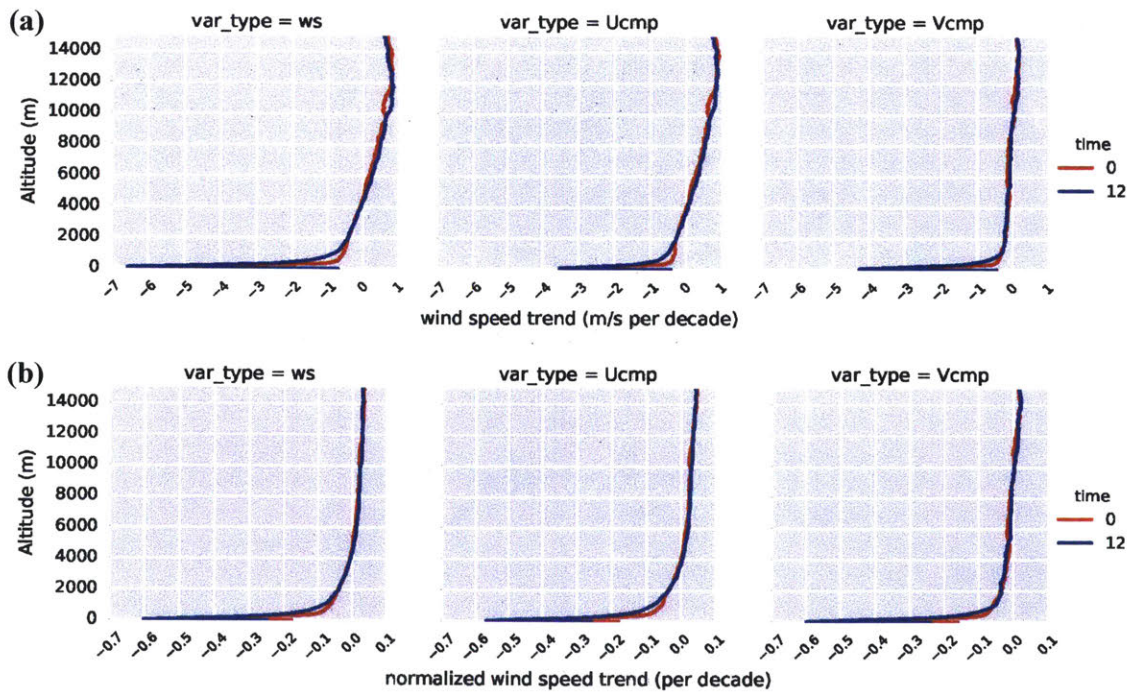 (a)
var_type = ws
var_type = Ucmp
var_type = Vcmp
Altitude (m)
14000
12000
10000
8000
6000
4000
2000
0
−7 −6 −5 −4 −3 −2 −1 0 1
−7 −6 −5 −4 −3 −2 −1 0 1
−7 −6 −5 −4 −3 −2 −1 0 1
wind speed trend (m/s per decade)
time
0
12
(b)
var_type = ws
var_type = Ucmp
var_type = Vcmp
Altitude (m)
14000
12000
10000
8000
6000
4000
2000
0
−0.7 −0.6 −0.5 −0.4 −0.3 −0.2 −0.1 0.0 0.1
−0.7 −0.6 −0.5 −0.4 −0.3 −0.2 −0.1 0.0 0.1
−0.7 −0.6 −0.5 −0.4 −0.3 −0.2 −0.1 0.0 0.1
normalized wind speed trend (per decade)
time
0
12